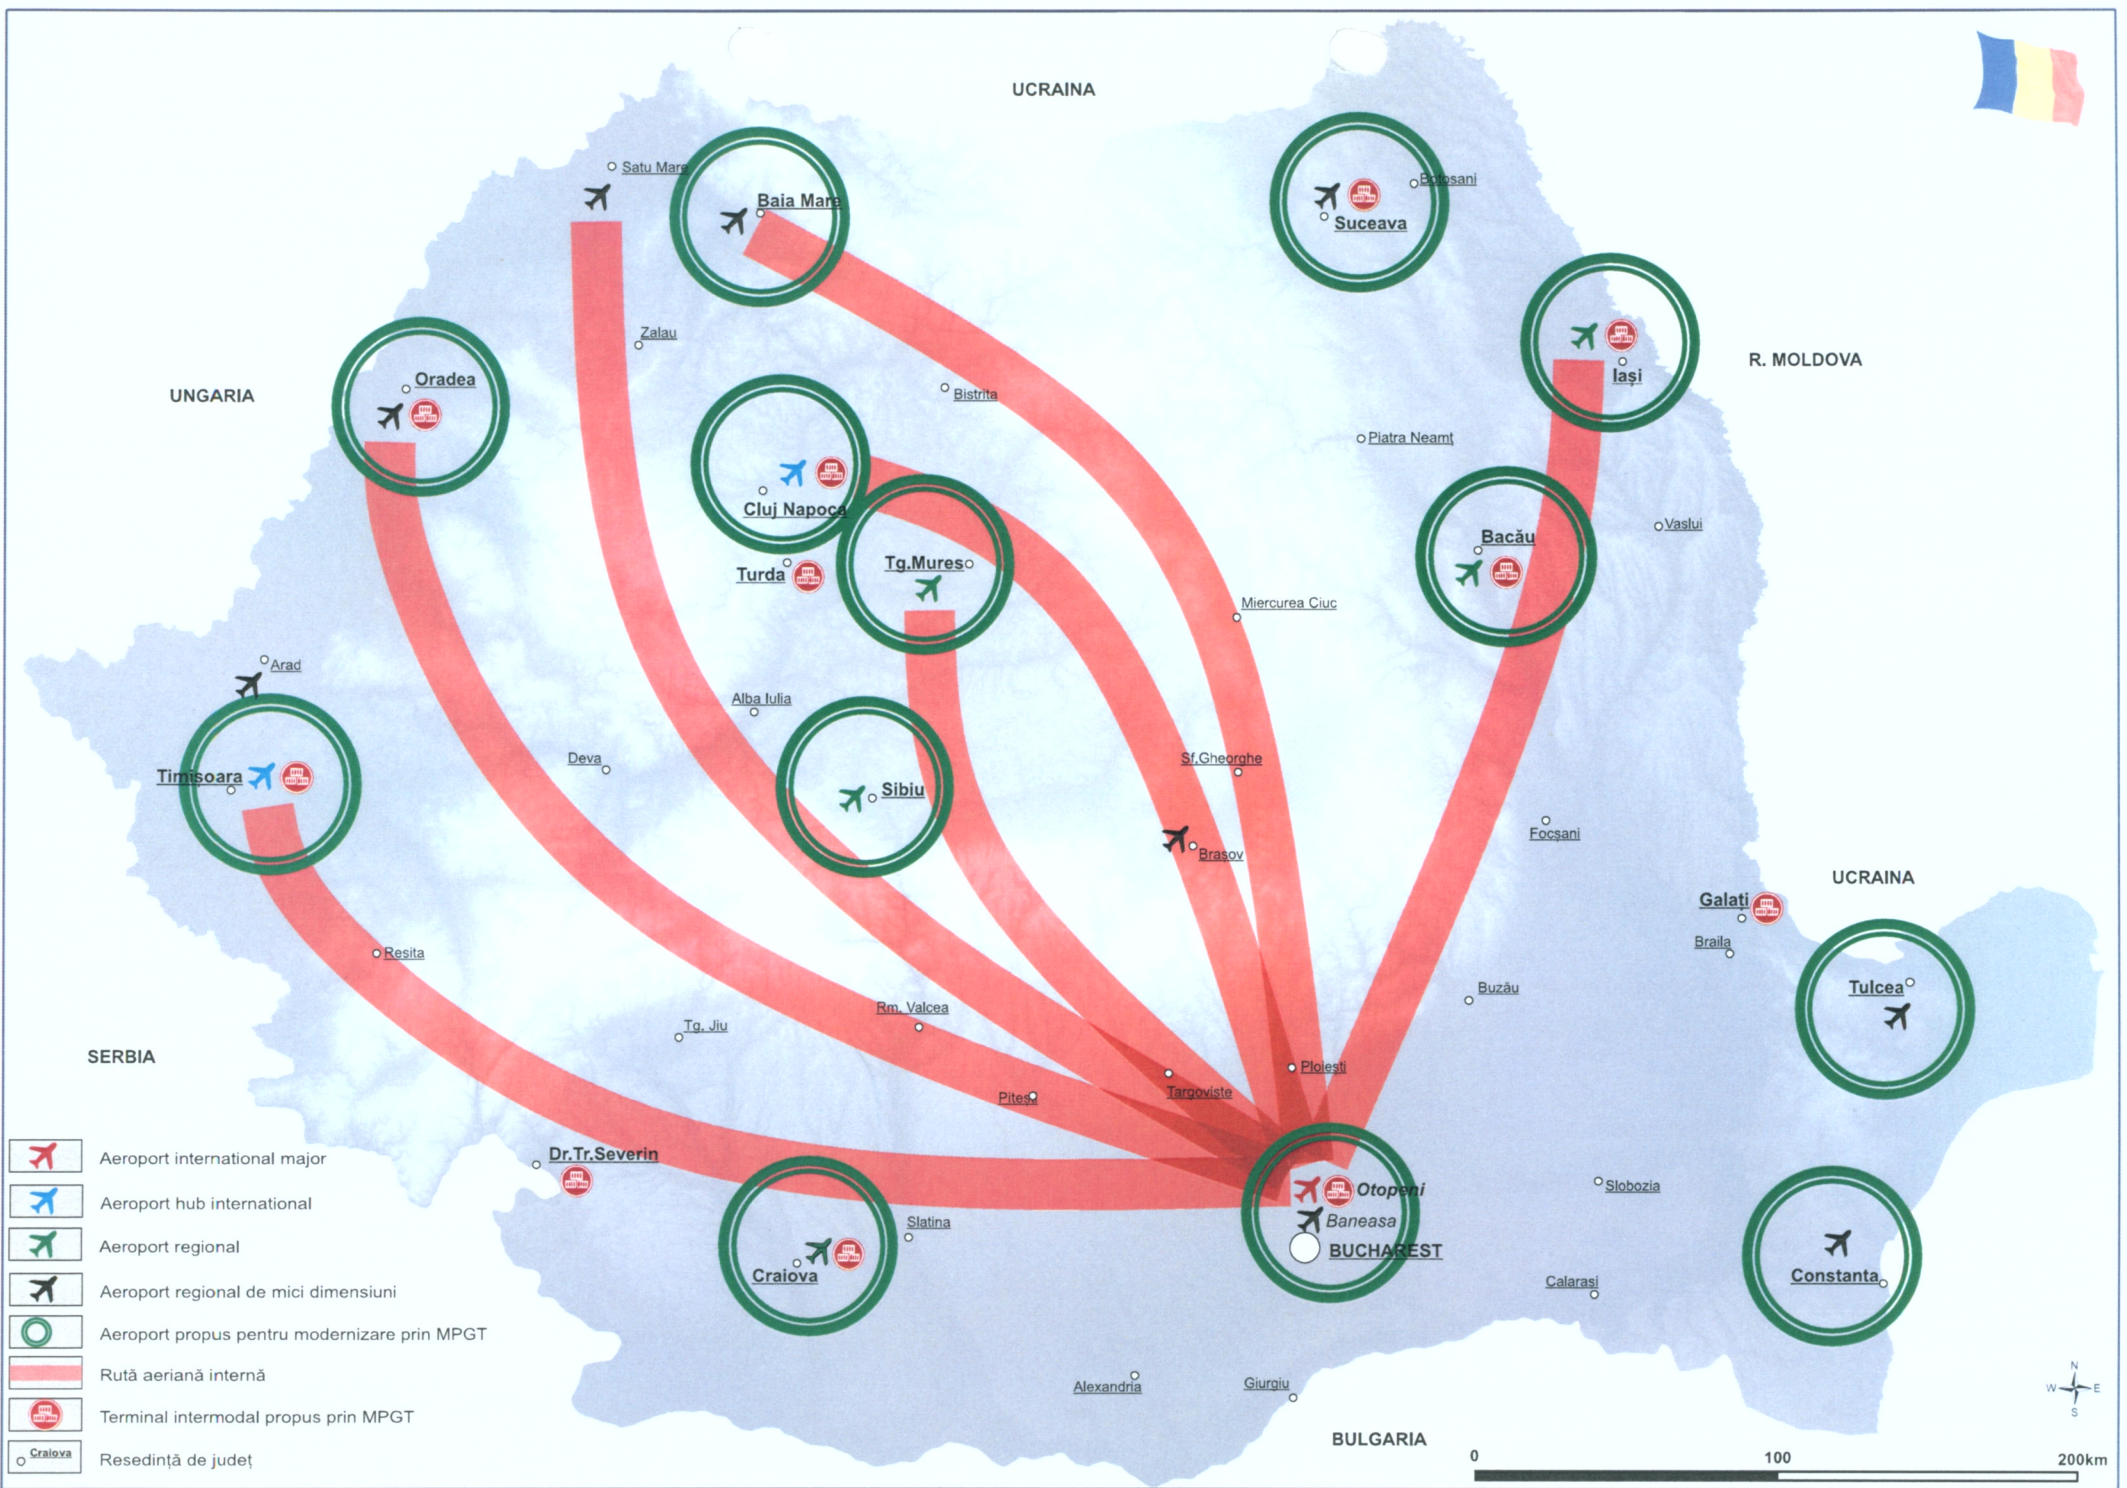 UCRAINA
Satu Mare
Baia Mare
Botosani
Suceava
Zalau
Iași
R. MOLDOVA
Oradea
UNGARIA
Bistrita
Piatra Neamț
Cluj Napoca
Vaslui
Bacău
Tg.Mures
Turda
Miercurea Ciuc
Arad
Alba Iulia
Deva
Sf.Gheorghe
Timișoara
Sibiu
Focșani
Brașov
UCRAINA
Galați
Braila
Resita
Tulcea
Buzău
Rm. Valcea
Tg. Jiu
SERBIA
Ploiesti
Targoviste
Pitești
Dr.Tr.Severin
Otopeni
Slobozia
Slatina
Baneasa
BUCHAREST
Craiova
Constanta
Calarasi
Alexandria
Giurgiu
BULGARIA
Aeroport international major
Aeroport hub international
Aeroport regional
Aeroport regional de mici dimensiuni
Aeroport propus pentru modernizare prin MPGT
Rută aeriană internă
Terminal intermodal propus prin MPGT
Craiova
Resedință de județ
N
W E
S
0 100 200km